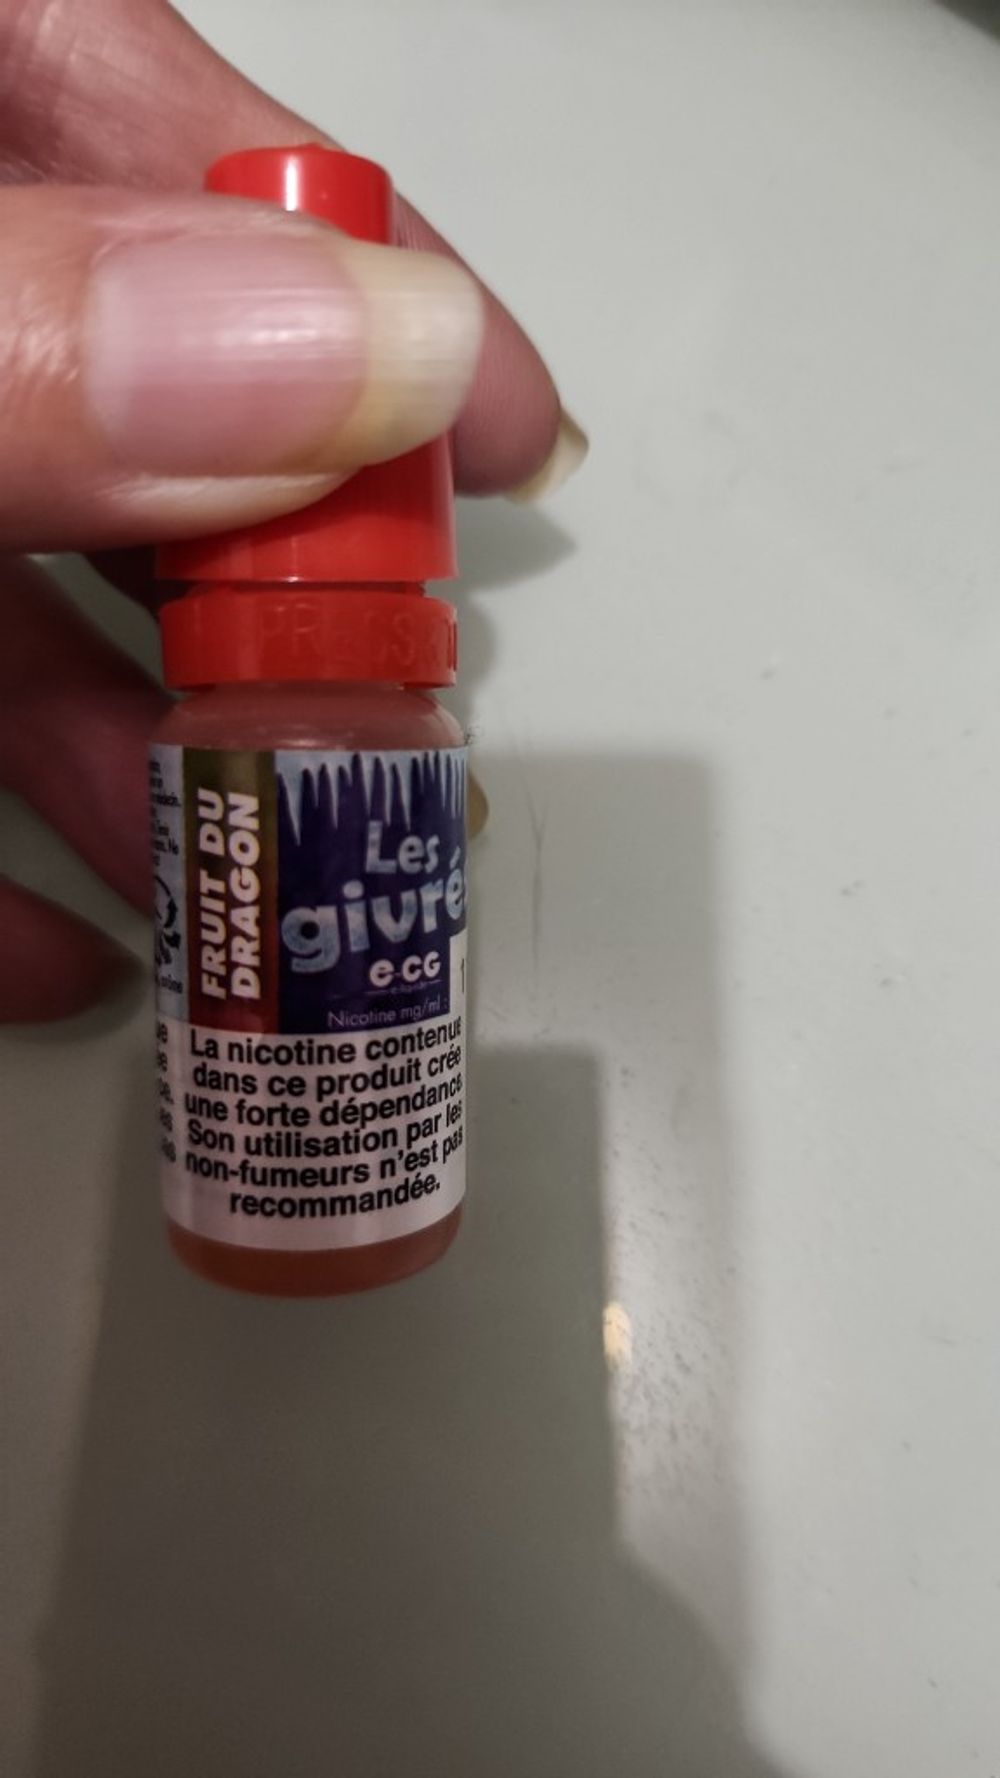 FRUIT DU
DRAGON
Les
givrés
e-CG
Nicotine mg/ml :
La nicotine contenue
dans ce produit crée
une forte dépendance.
Son utilisation par les
non-fumeurs n'est pas
recommandée.